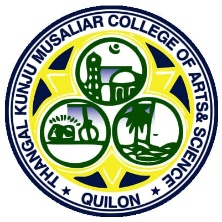 THANGAL KUNJU MUSALIAR COLLEGE OF ARTS& SCIENCE
QUILON